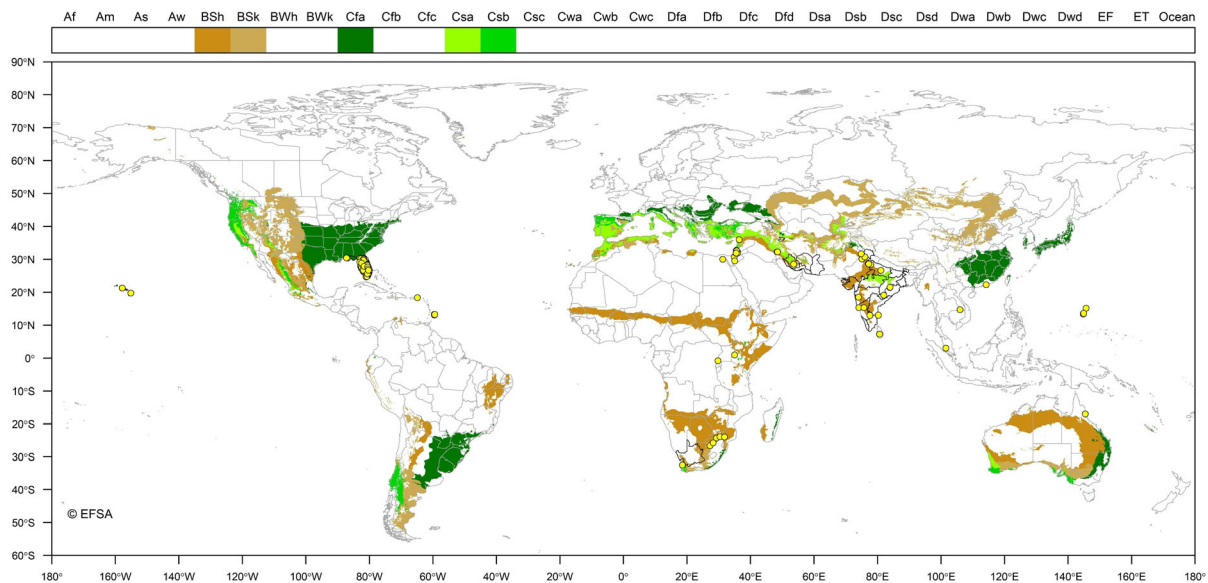 Af Am As Aw BSh BSk BWh BWk Cfa Cfb Cfc Csa Csb Csc Cwa Cwb Cwc Dfa Dfb Dfc Dfd Dsa Dsb Dsc Dsd Dwa Dwb Dwc Dwd EF ET Ocean
90°N
80°N
70°N
60°N
50°N
40°N
30°N
20°N
10°N
0°
10°S
20°S
30°S
40°S
50°S
60°S
© EFSA
180° 160°W 140°W 120°W 100°W 80°W 60°W 40°W 20°W 0° 20°E 40°E 60°E 80°E 100°E 120°E 140°E 160°E 180°